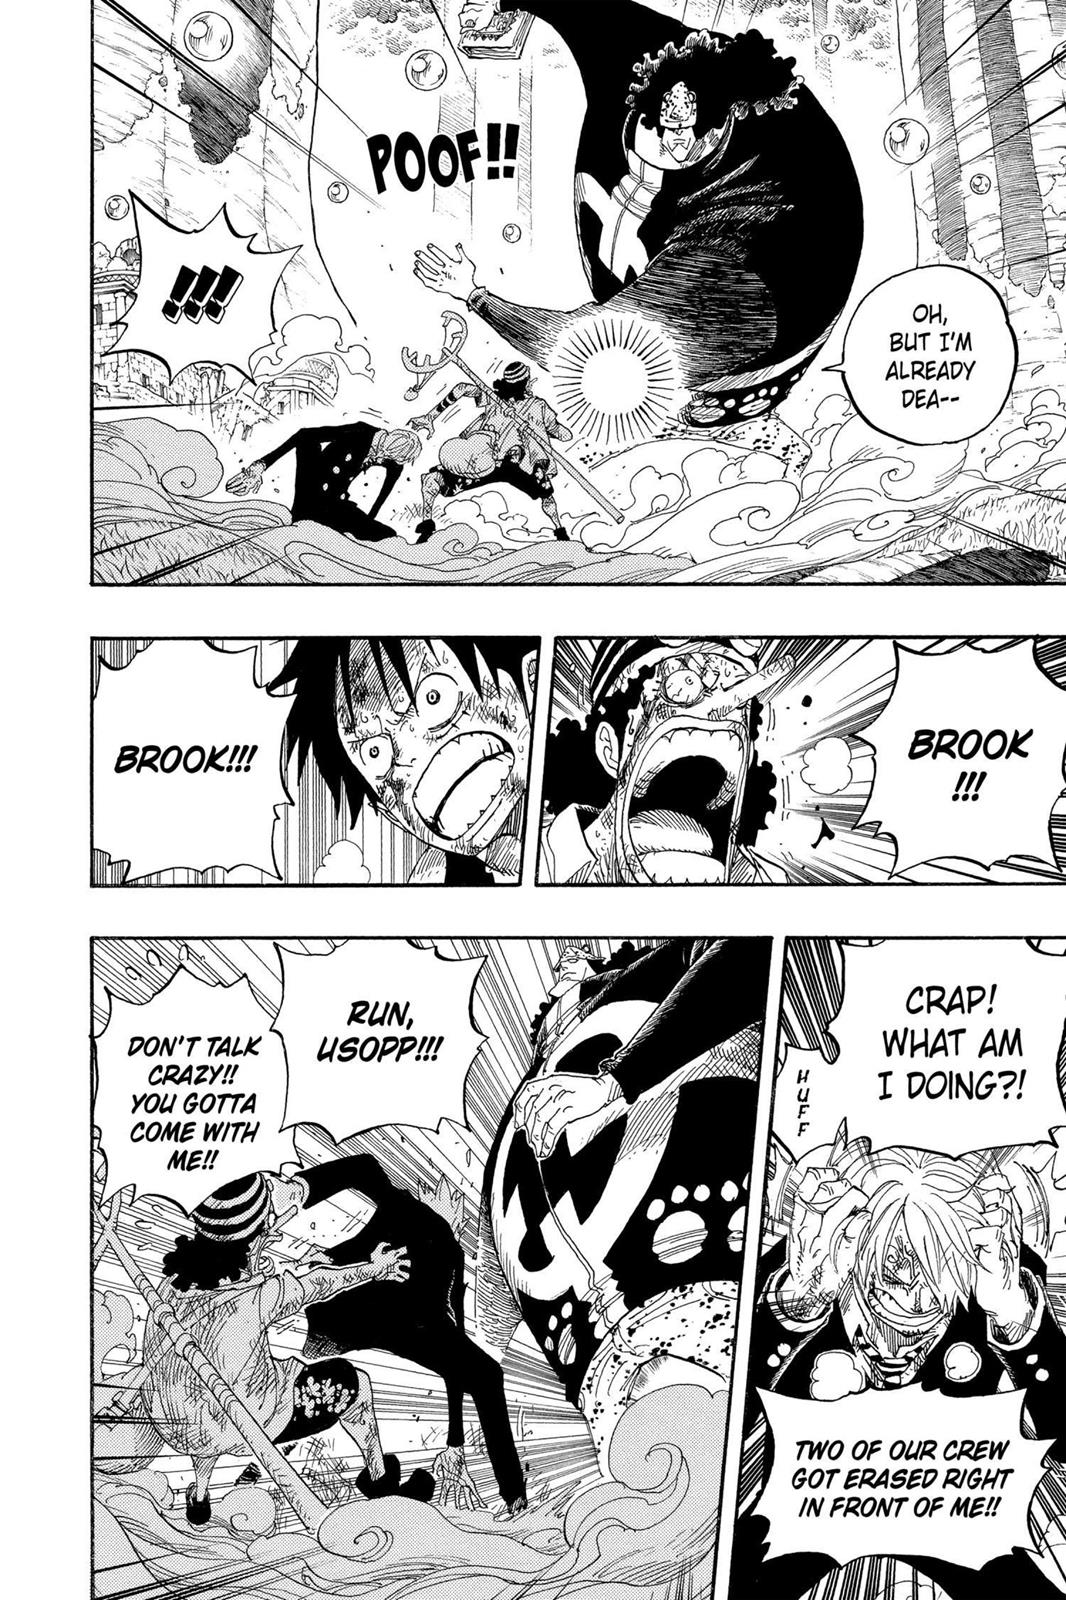 OH,
BUT I'M
ALREADY
DEA--
POOF!!
!!!
BROOK
!!!
BROOK!!!
CRAP!
WHAT AM
I DOING?!
HUFF
TWO OF OUR CREW
GOT ERASED RIGHT
IN FRONT OF ME!!
RUN,
USOPP!!!
DON'T TALK
CRAZY!!
YOU GOTTA
COME WITH
ME!!